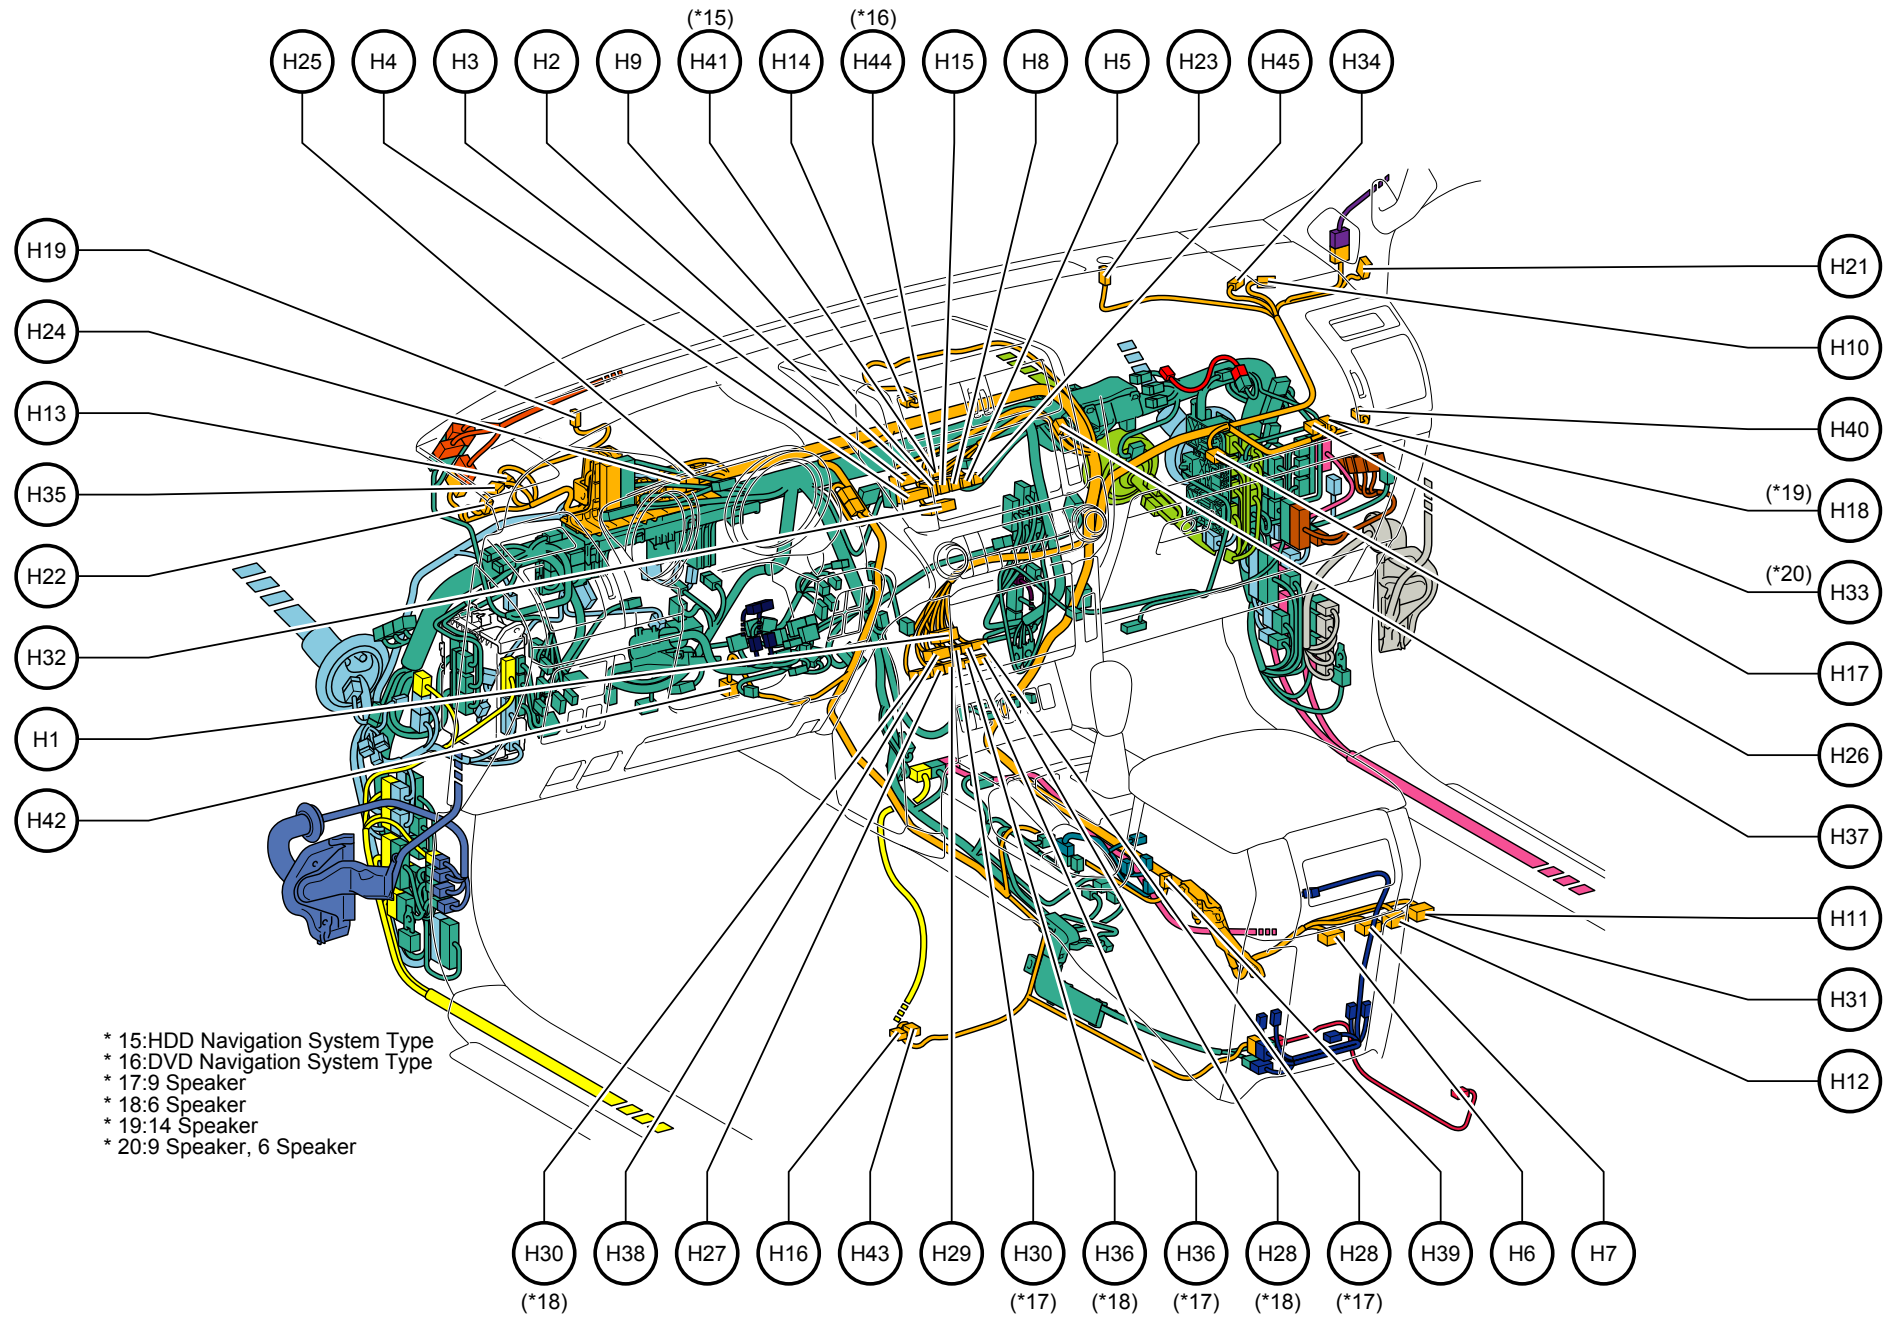 (*15)
(*16)
H25
H4
H3
H2
H9
H41
H14
H44
H15
H8
H5
H23
H45
H34
H19
H24
H13
H35
H22
H32
H1
H42
H21
H10
H40
(*19)
H18
(*20)
H33
H17
H26
H37
H11
H31
H12
* 15:HDD Navigation System Type
* 16:DVD Navigation System Type
* 17:9 Speaker
* 18:6 Speaker
* 19:14 Speaker
* 20:9 Speaker, 6 Speaker
H30
H38
H27
H16
H43
H29
H30
H36
H36
H28
H28
H39
H6
H7
(*18)
(*17)
(*18)
(*17)
(*18)
(*17)